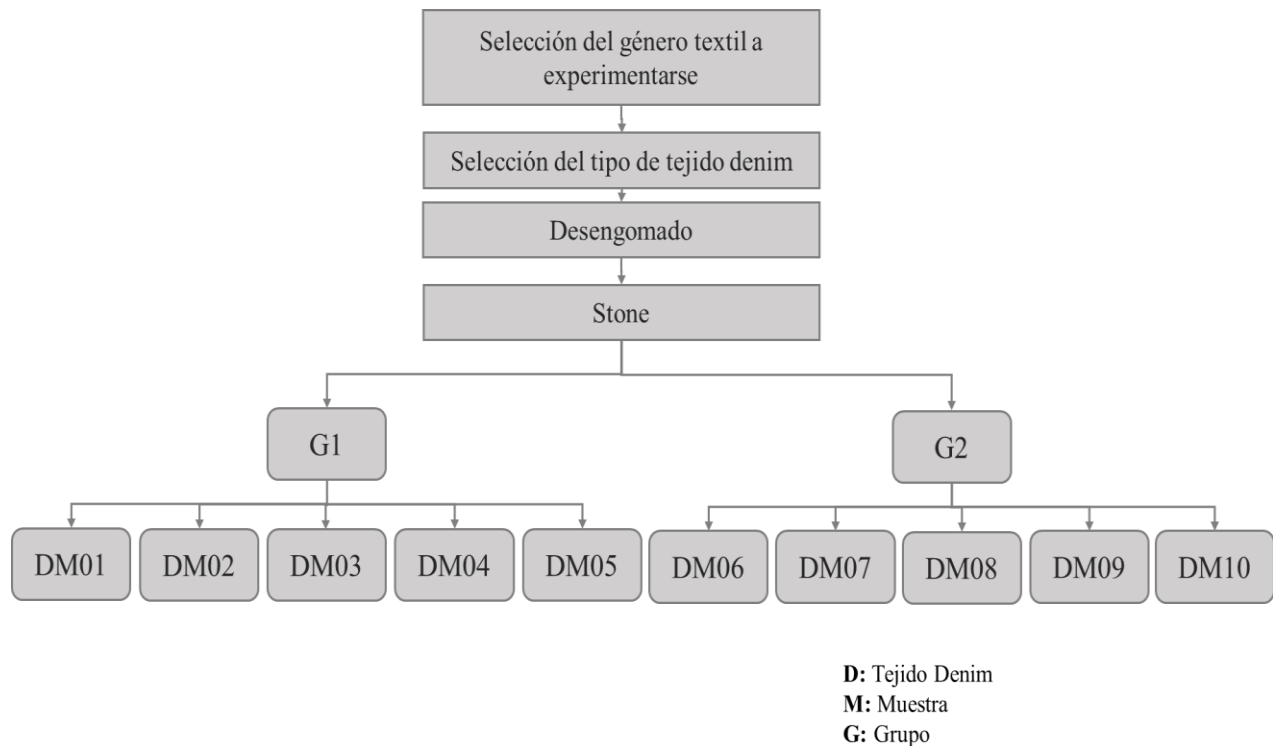 Selección del género textil a
experimentarse
Selección del tipo de tejido denim
Desengomado
Stone
G1
G2
DM01
DM02
DM03
DM04
DM05
DM06
DM07
DM08
DM09
DM10
D: Tejido Denim
M: Muestra
G: Grupo